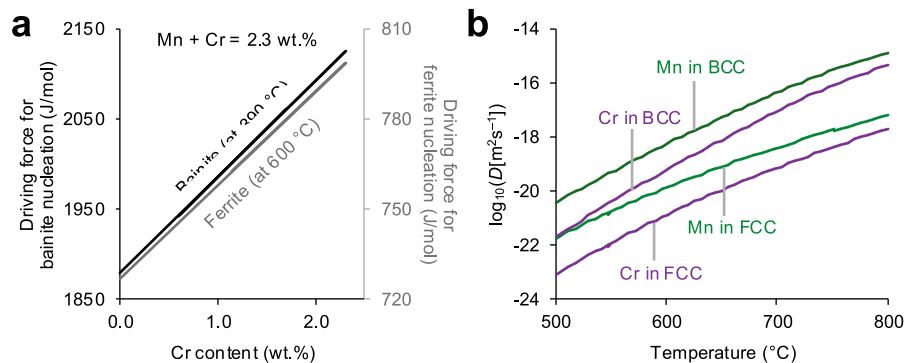 a
2150
2050
1950
1850
Driving force for
bainite nucleation (J/mol)
Mn + Cr = 2.3 wt.%
Bainite (at
Ferrite (at 600 °C)
810
780
750
720
Driving force for
ferrite nucleation (J/mol)
0.0
1.0
2.0
Cr content (wt.%)
b
-14
-16
-18
-20
-22
-24
log10(D[m²s⁻¹)
Mn in BCC
Cr in BCC
Mn in FCC
Cr in FCC
500
600
700
800
Temperature (°C)